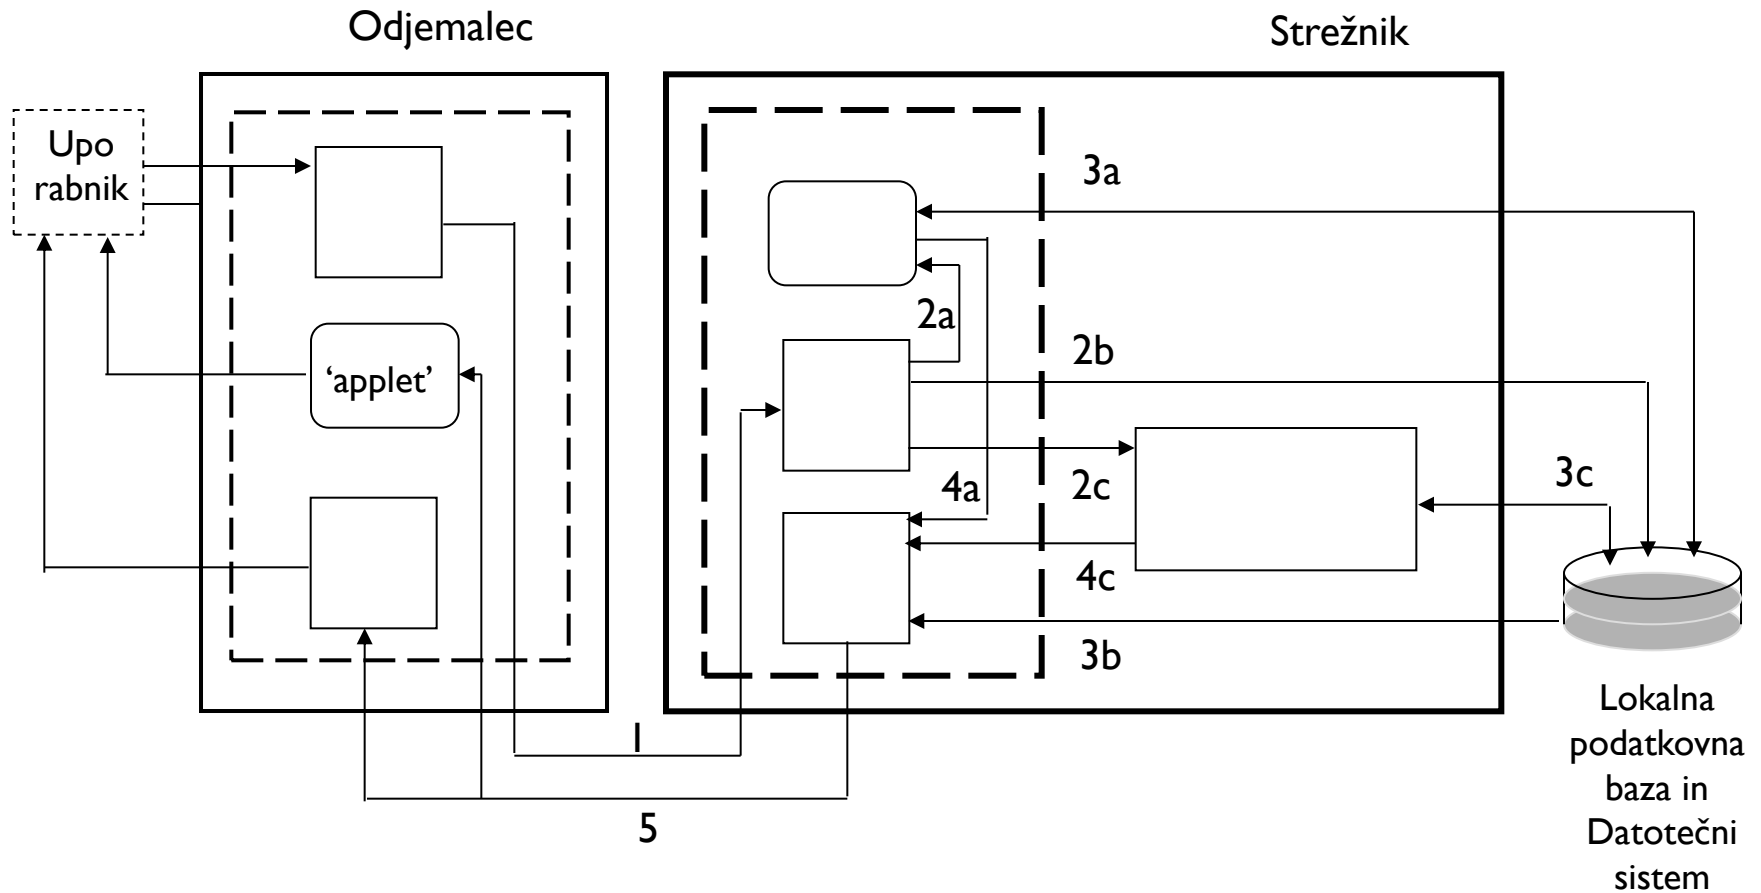 Odjemalec
Strežnik
Upo
rabnik
3a
2a
2b
‘applet’
4a
2c
3c
4c
3b
1
5
Lokalna
podatkovna
baza in
Datotečni
sistem